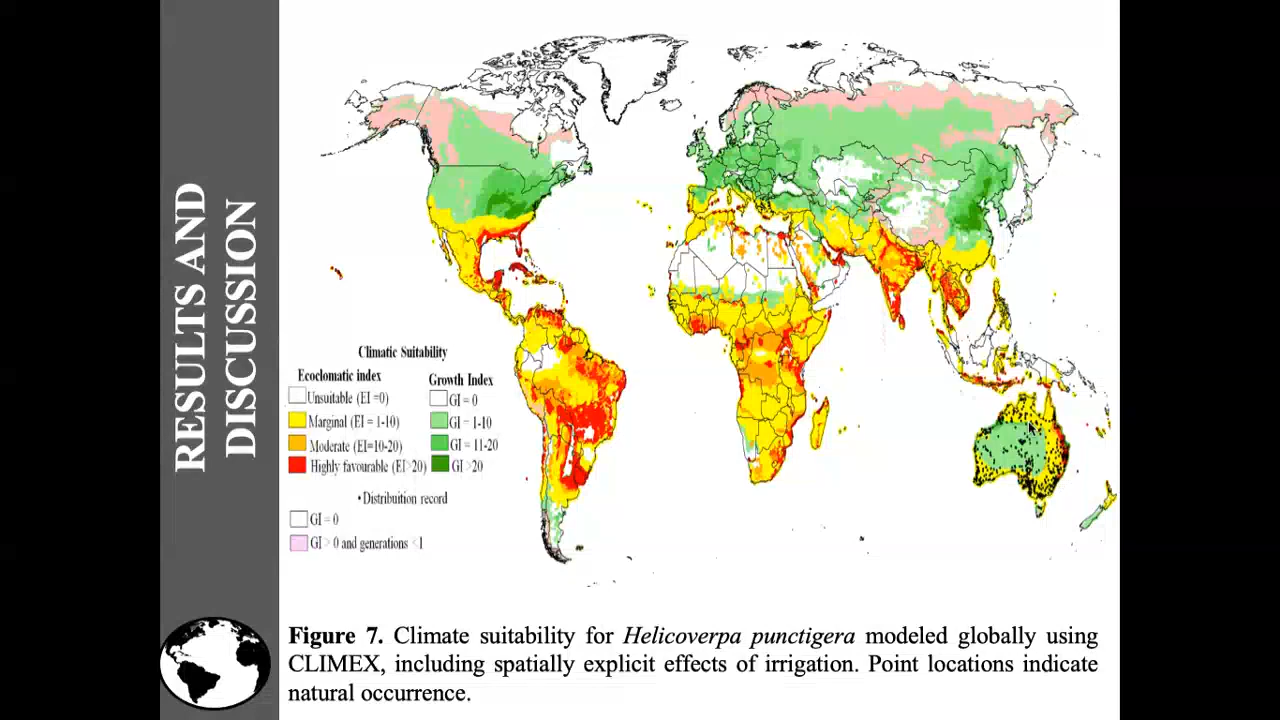 RESULTS AND
DISCUSSION
Climatic Suitability
Ecoclomatic index
Unsuitable (EI =0)
Marginal (EI = 1-10)
Moderate (EI=10-20)
Highly favourable (EI>20)
Growth Index
GI = 0
GI = 1-10
GI = 11-20
GI >20
•Distribuition record
GI = 0
GI > 0 and generations <1
Figure 7. Climate suitability for Helicoverpa punctigera modeled globally using
CLIMEX, including spatially explicit effects of irrigation. Point locations indicate
natural occurrence.